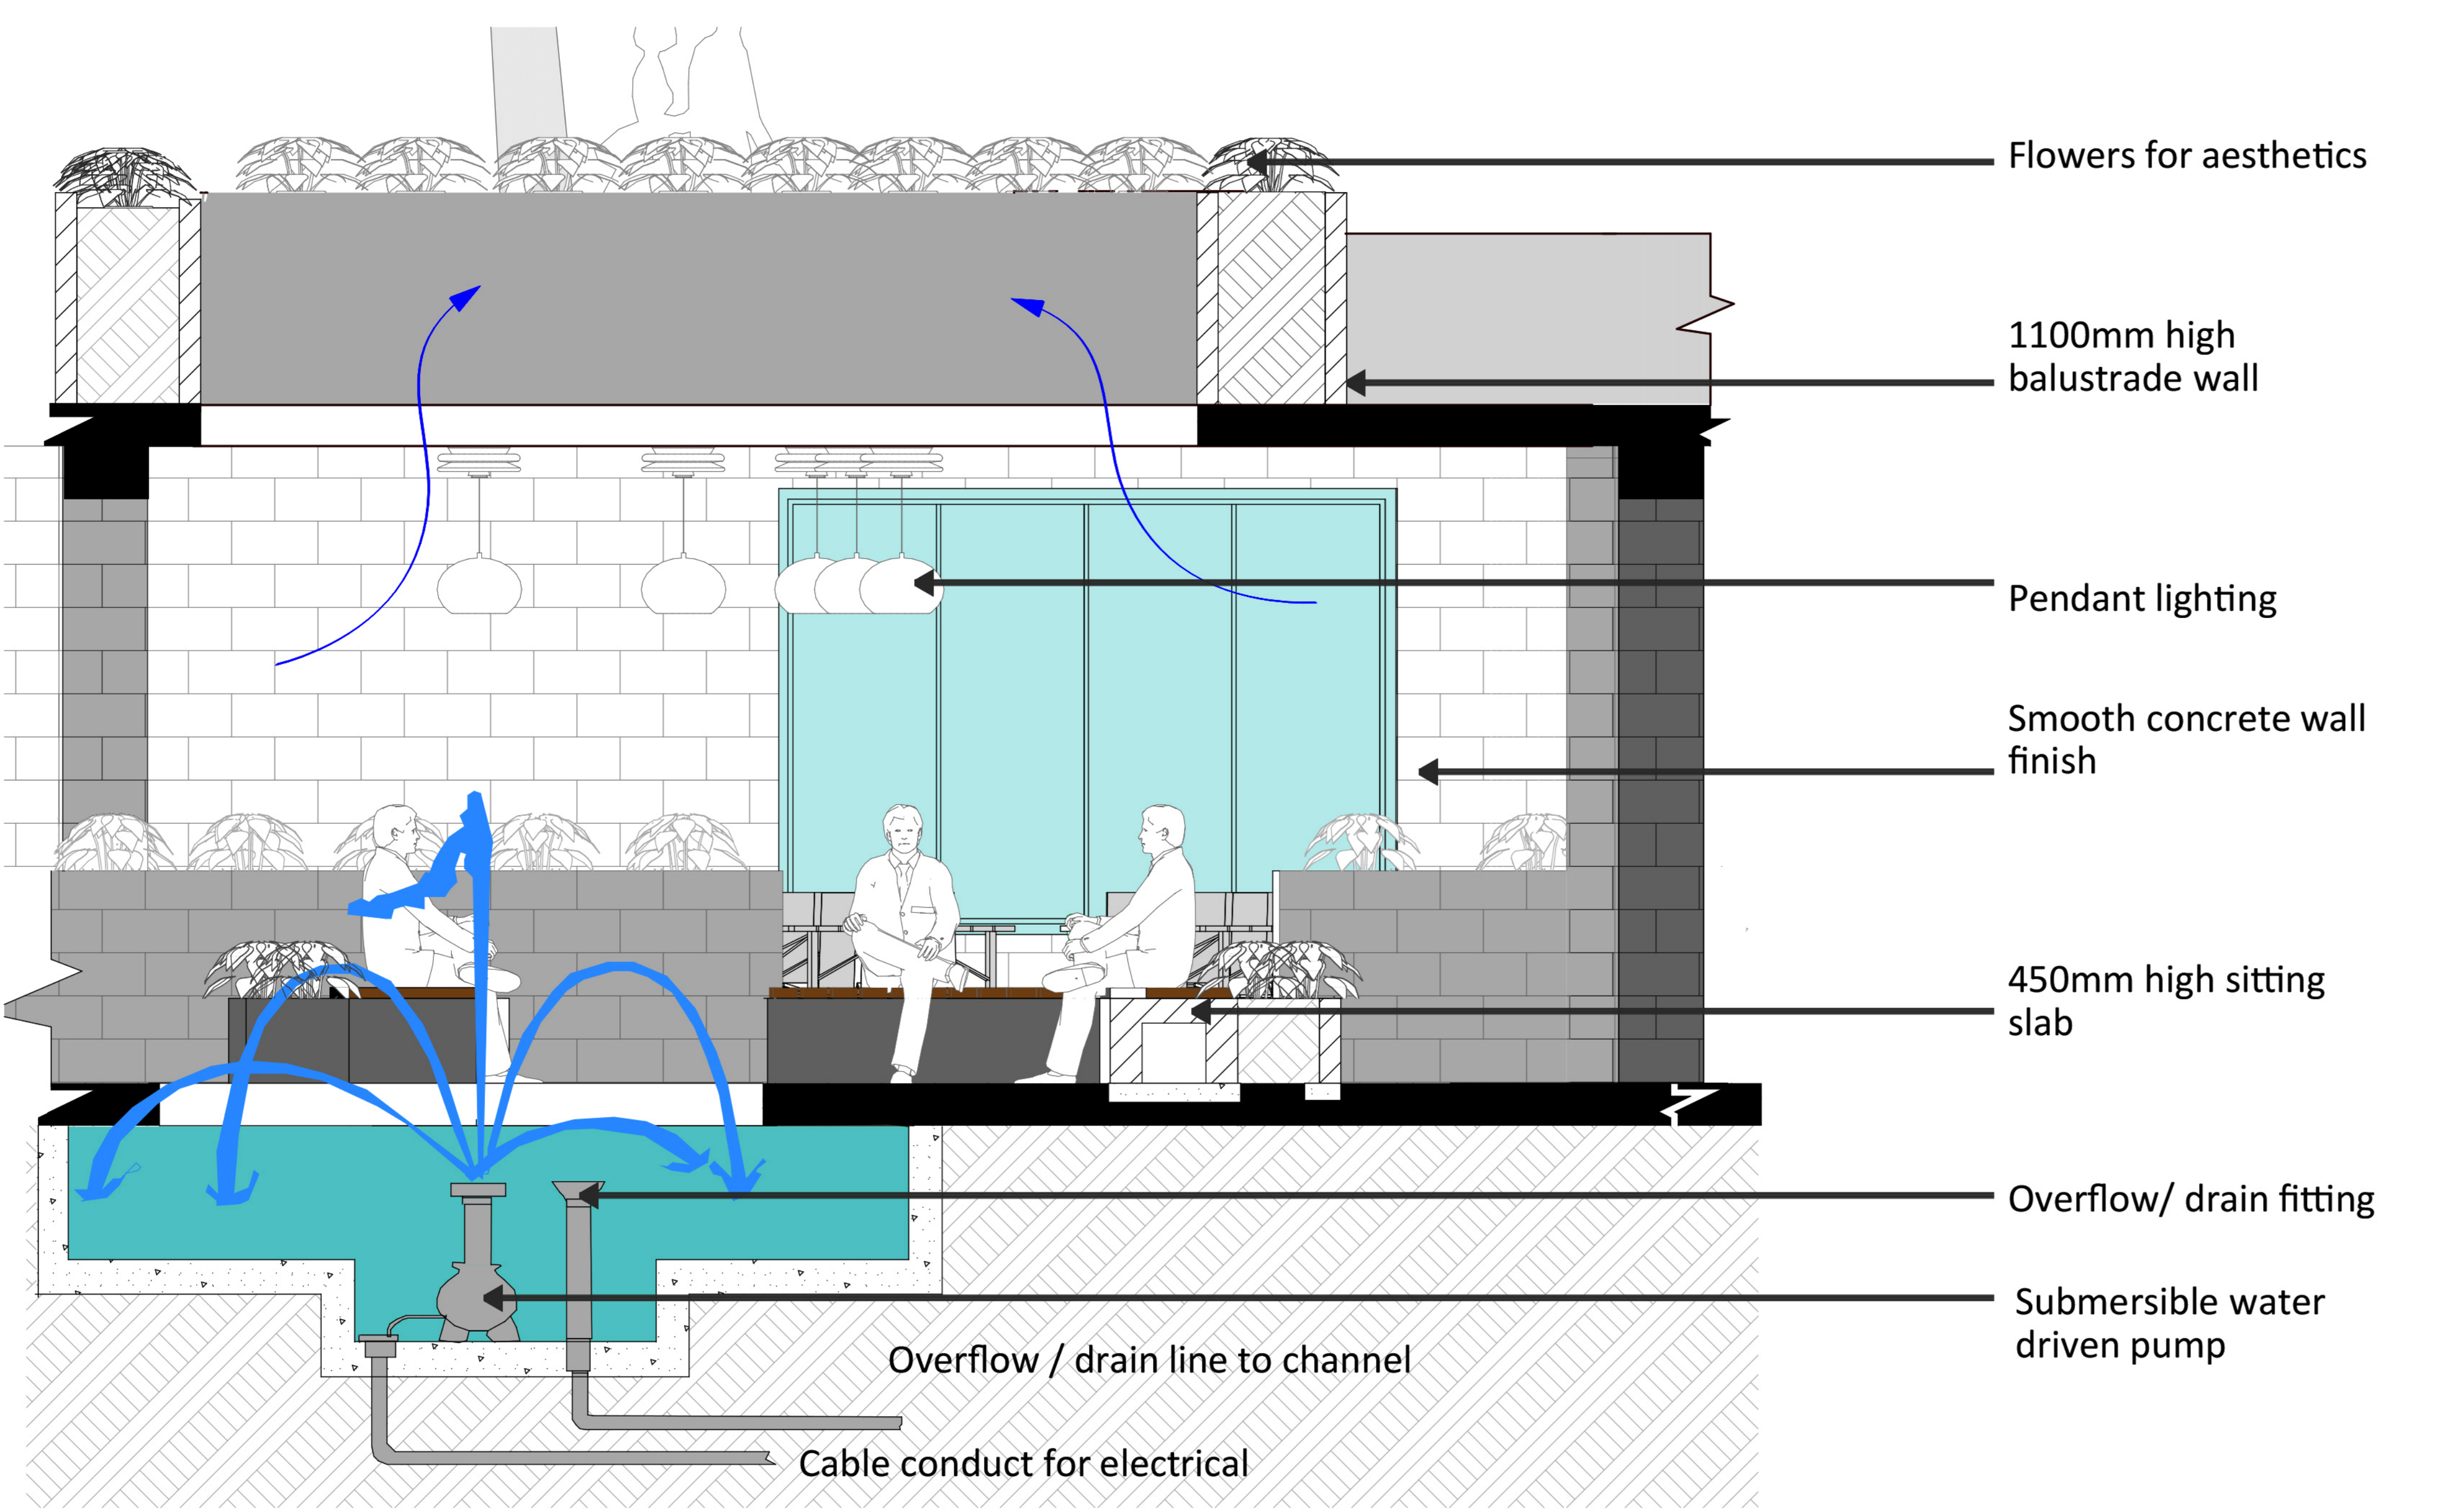 Flowers for aesthetics
1100mm high
balustrade wall
Pendant lighting
Smooth concrete wall
finish
450mm high sitting
slab
Overflow/ drain fitting
Submersible water
driven pump
Overflow / drain line to channel
Cable conduct for electrical